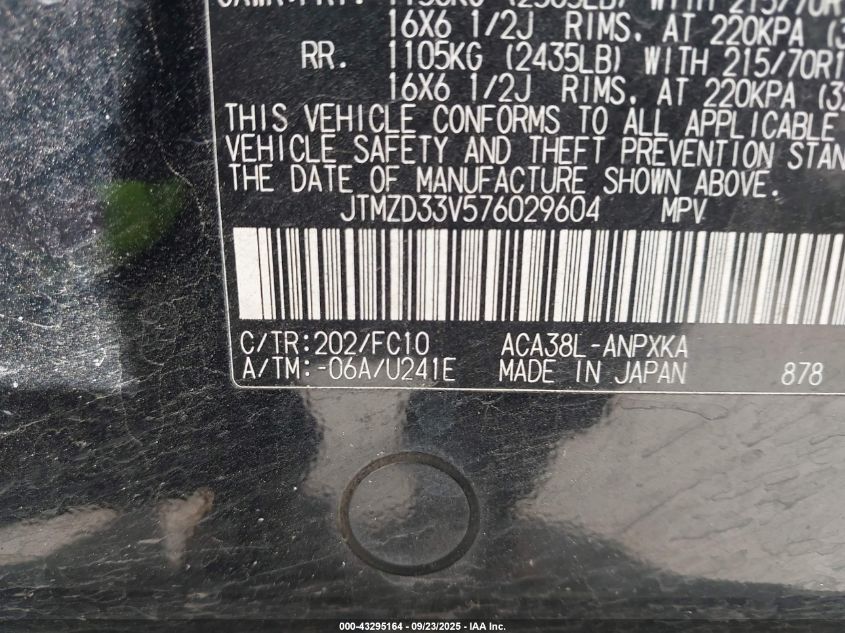 16X6 1/2J RIMS, AT 220KPA
RR. 1105KG (2435LB) WITH 215/70R1
16X6 1/2J RIMS, AT 220KPA (32
THIS VEHICLE CONFORMS TO ALL APPLICABLE
VEHICLE SAFETY AND THEFT PREVENTION STAN
THE DATE OF MANUFACTURE SHOWN ABOVE.
JTMZD33V576029604 MPV
C/TR:202/FC10 ACA38L-ANPXKA
A/TM:-06A/U241E MADE IN JAPAN 878
000-43295164 - 09/23/2025 - IAA Inc.